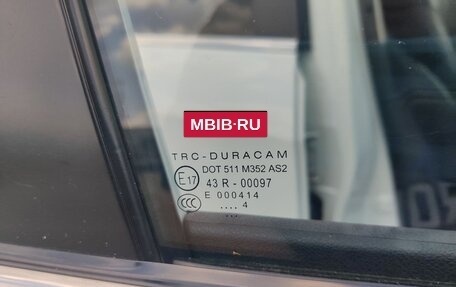 MBIB-RU
TRC-DURACAM
DOT 511 M352 AS2
E17
43 R - 00097
E 000414
CCC
.... 4
...